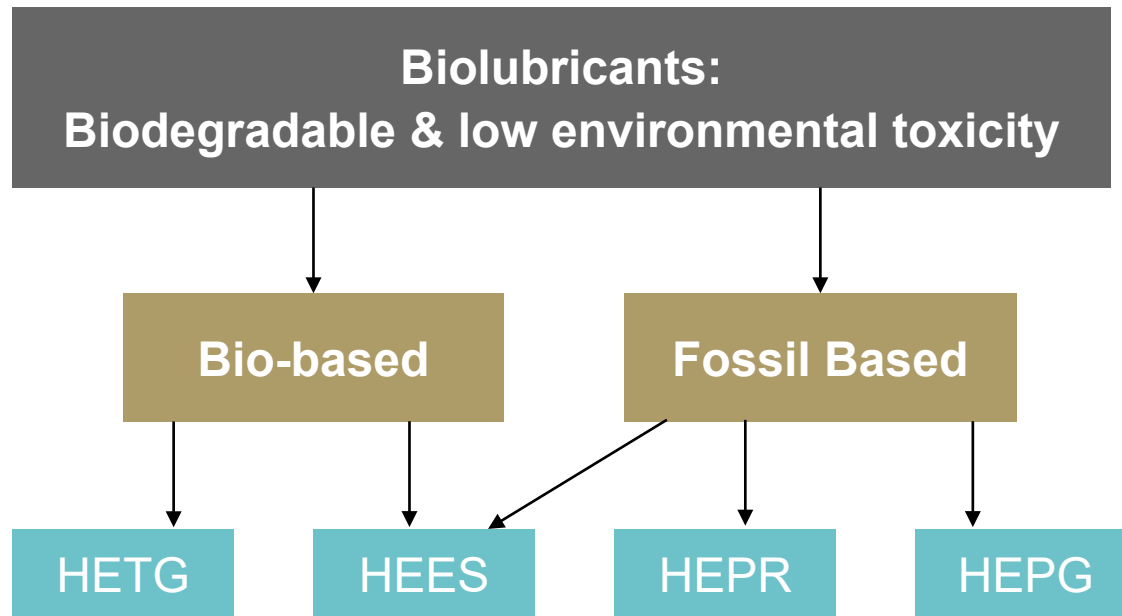 Biolubricants:
Biodegradable & low environmental toxicity
Bio-based
Fossil Based
HETG
HEES
HEPR
HEPG